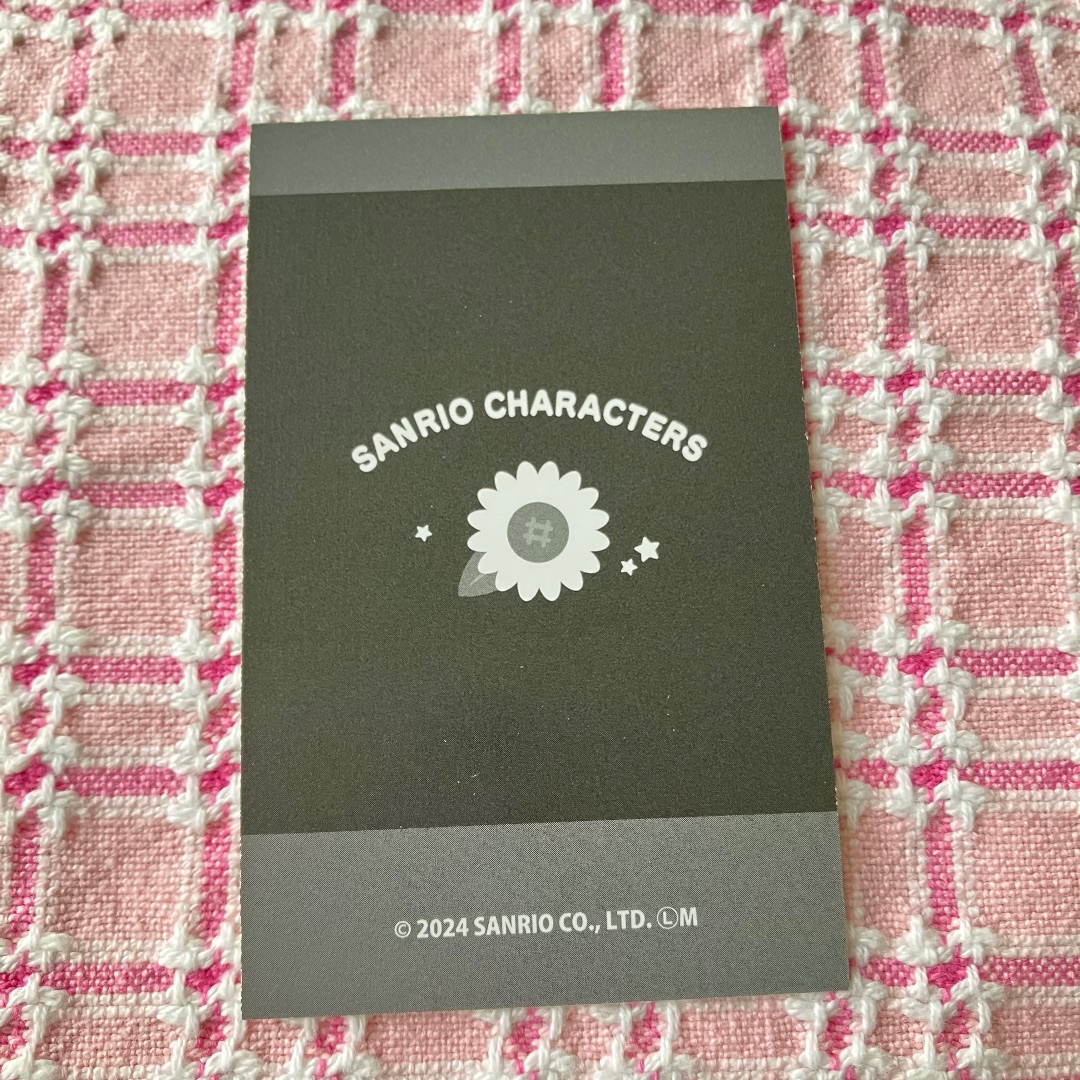 SANRIO CHARACTERS
© 2024 SANRIO CO., LTD. ⓁM